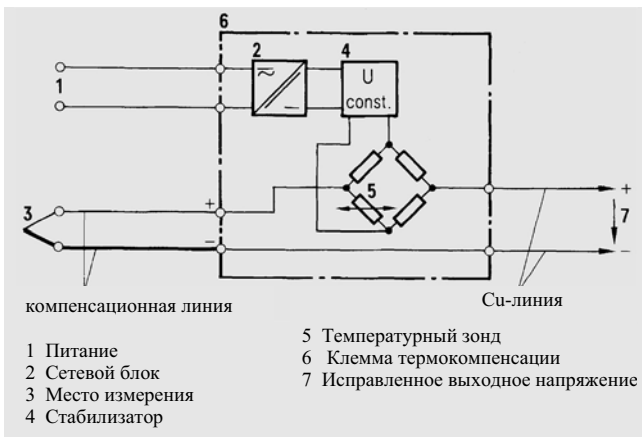 6
2
4
U
const.
1
5
3
+
−
+
7
−
компенсационная линия
Cu-линия
1 Питание
2 Сетевой блок
3 Место измерения
4 Стабилизатор
5 Температурный зонд
6 Клемма термокомпенсации
7 Исправленное выходное напряжение